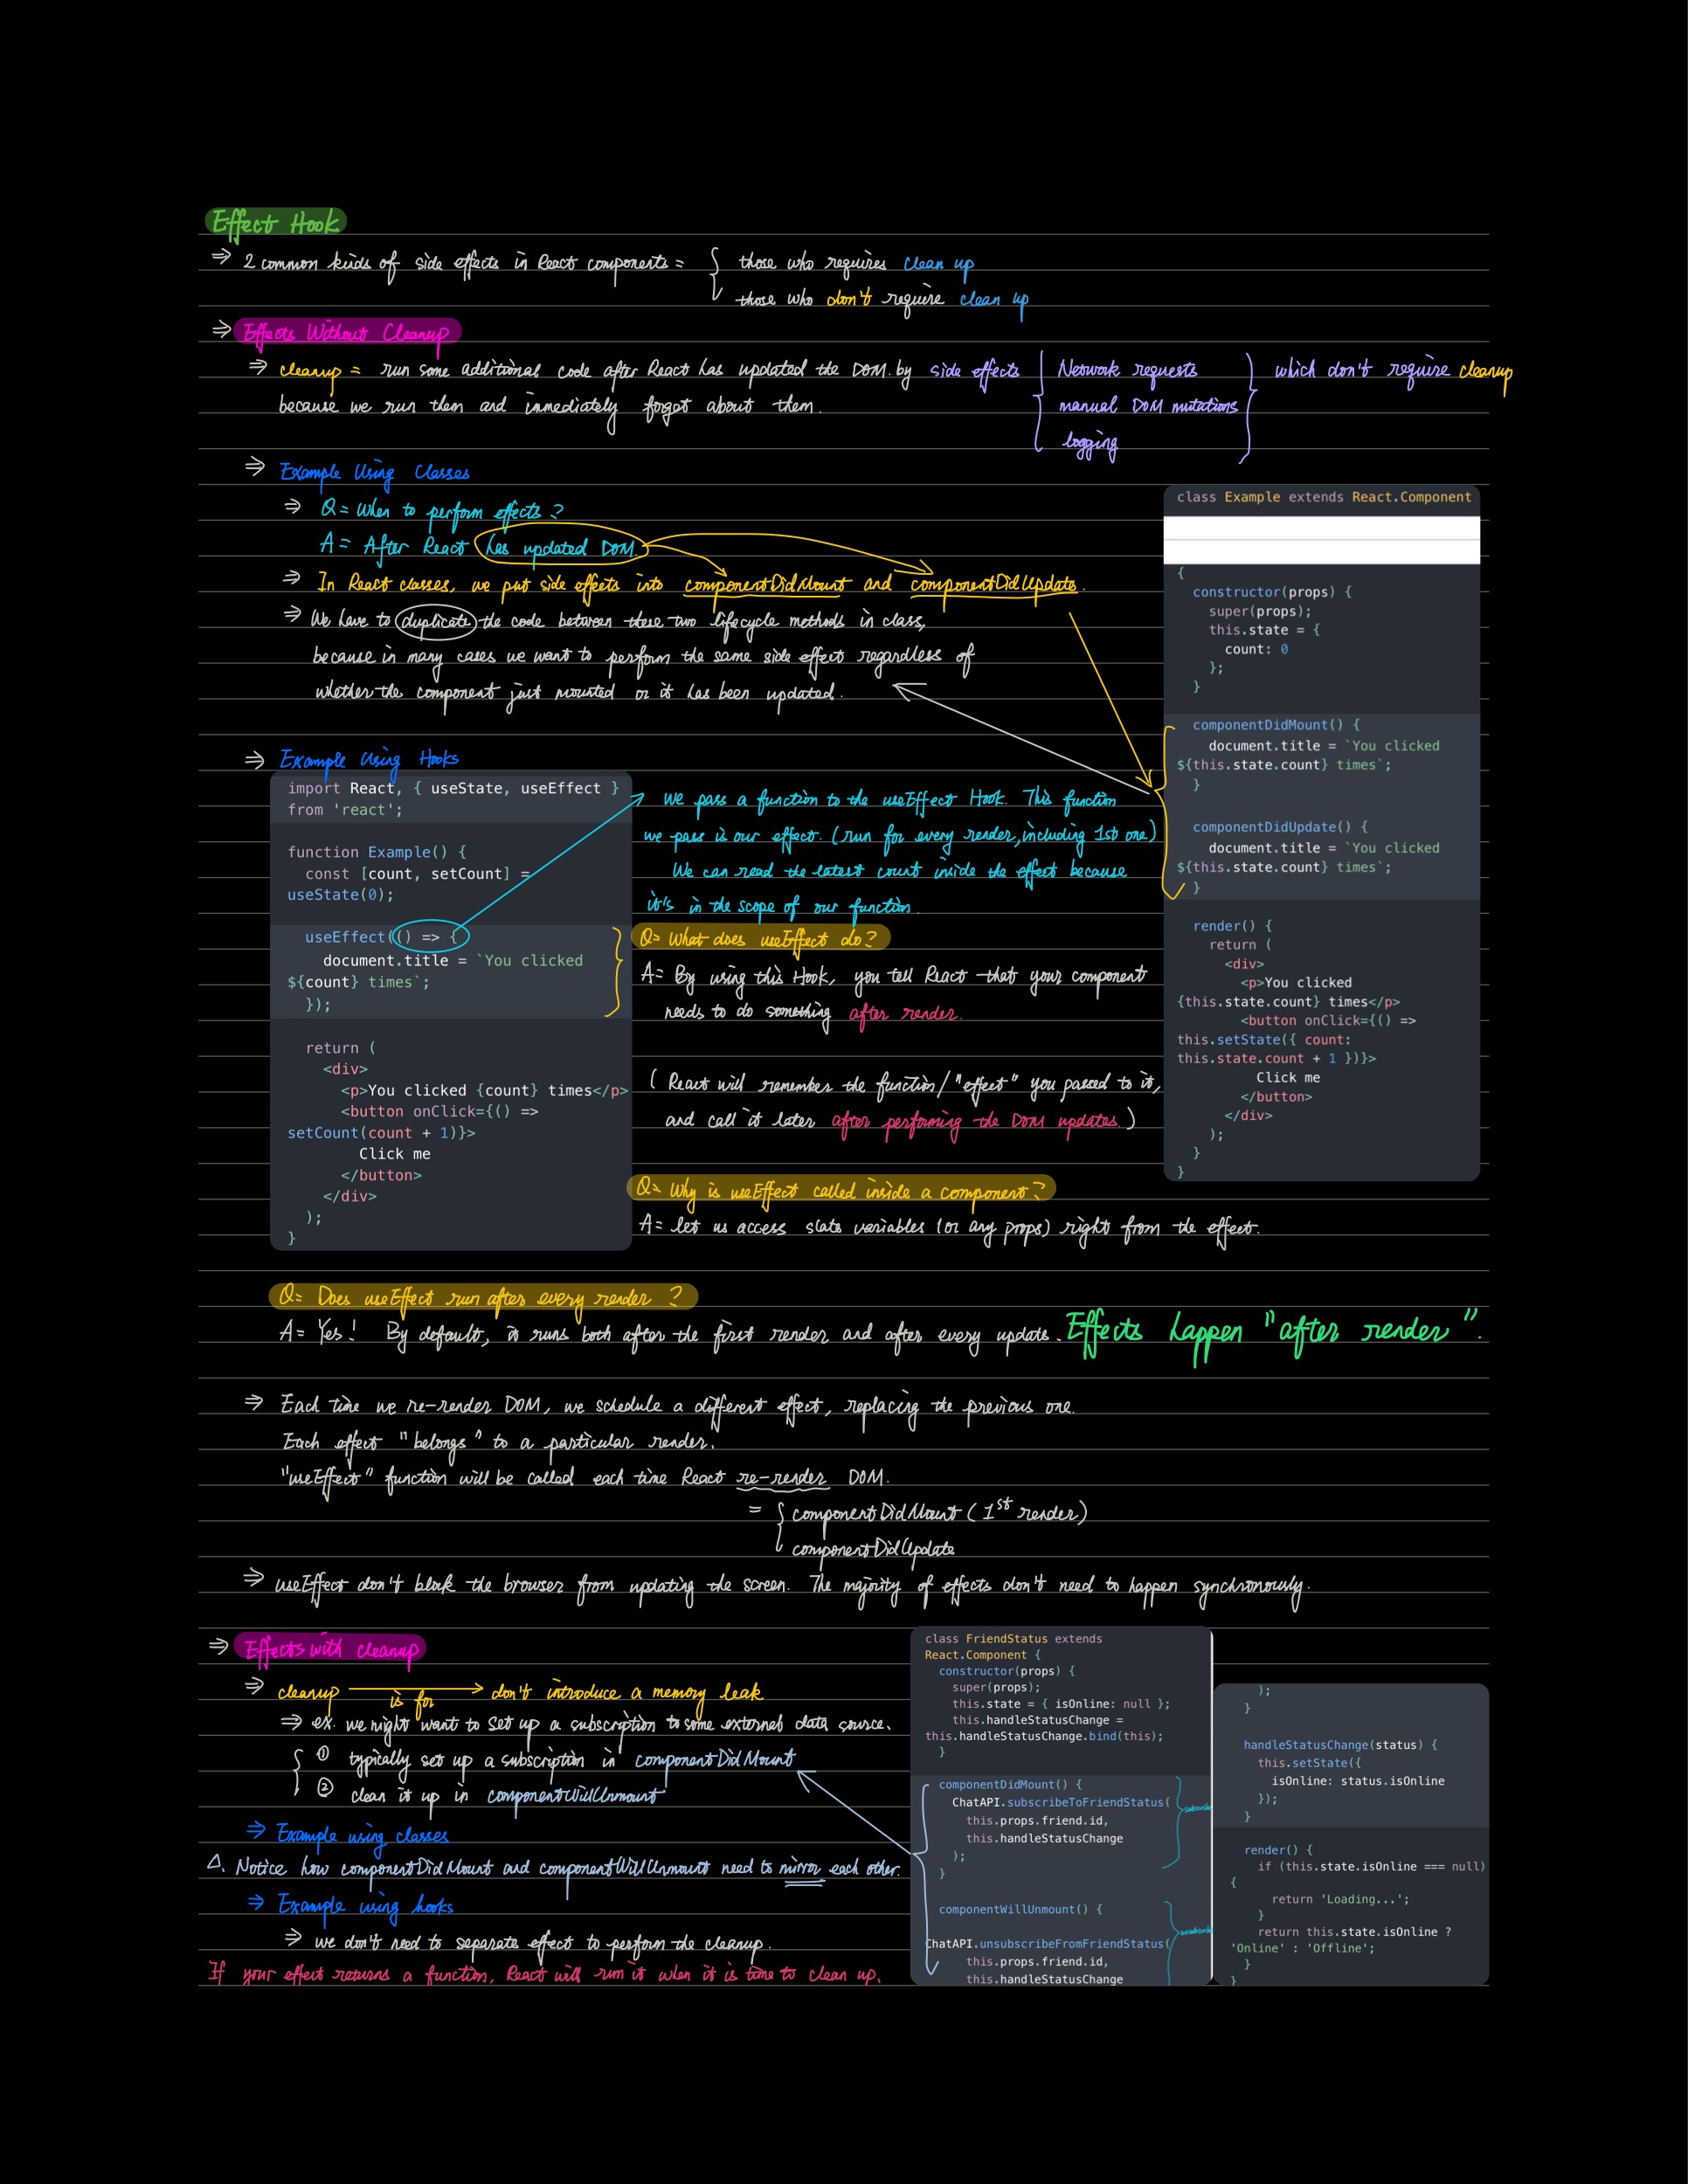 Effect Hook
⇒ 2 common kinds of side effects in React components = { those who requires clean up
those who don't require clean up
⇒ Effects Without Cleanup
⇒ cleanup = run some additional code after React has updated the DOM. by side effects { Network requests } which don't require cleanup
because we run them and immediately forget about them. manual DOM mutations
logging
⇒ Example Using Classes
⇒ Q = When to perform effects?
A = After React has updated DOM.
⇒ In React classes, we put side effects into componentDidMount and componentDidUpdate.
⇒ We have to duplicate the code between these two lifecycle methods in class,
because in many cases we want to perform the same side effect regardless of
whether the component just mounted or it has been updated.
class Example extends React.Component
{
constructor(props) {
super(props);
this.state = {
count: 0
};
}
componentDidMount() {
document.title = `You clicked
${this.state.count} times`;
}
componentDidUpdate() {
document.title = `You clicked
${this.state.count} times`;
}
render() {
return (
<div>
<p>You clicked
{this.state.count} times</p>
<button onClick={() =>
this.setState({ count:
this.state.count + 1 })}>
Click me
</button>
</div>
);
}
}
⇒ Example Using Hooks
import React, { useState, useEffect }
from 'react';
function Example() {
const [count, setCount] =
useState(0);
useEffect(() => {
document.title = `You clicked
${count} times`;
});
return (
<div>
<p>You clicked {count} times</p>
<button onClick={() =>
setCount(count + 1)}>
Click me
</button>
</div>
);
}
we pass a function to the useEffect Hook. This function
we pass is our effect. (run for every render, including 1st one)
We can read the latest count inside the effect because
it's in the scope of our function.
Q= What does useEffect do?
A= By using this Hook, you tell React that your component
needs to do something after render.
( React will remember the function/"effect" you passed to it,
and call it later after performing the DOM updates.)
Q= Why is useEffect called inside a component?
A= let us access state variables (or any props) right from the effect.
Q= Does useEffect run after every render ?
A= Yes! By default, it runs both after the first render and after every update. Effects happen "after render".
⇒ Each time we re-render DOM, we schedule a different effect, replacing the previous one.
Each effect "belongs" to a particular render.
"useEffect" function will be called each time React re-render DOM.
= { componentDidMount ( 1st render)
componentDidUpdate
⇒ useEffect don't block the browser from updating the screen. The majority of effects don't need to happen synchronously.
⇒ Effects with cleanup
⇒ cleanup is for → don't introduce a memory leak
⇒ ex. we might want to set up a subscription to some external data source.
① typically set up a subscription in componentDidMount
② clean it up in componentWillUnmount
⇒ Example using classes
△. Notice how componentDidMount and componentWillUnmount need to mirror each other.
⇒ Example using hooks
⇒ we don't need to separate effect to perform the cleanup.
If your effect returns a function, React will run it when it is time to clean up.
class FriendStatus extends
React.Component {
constructor(props) {
super(props);
this.state = { isOnline: null };
this.handleStatusChange =
this.handleStatusChange.bind(this);
}
componentDidMount() {
ChatAPI.subscribeToFriendStatus(
this.props.friend.id,
this.handleStatusChange
);
}
componentWillUnmount() {
ChatAPI.unsubscribeFromFriendStatus(
this.props.friend.id,
this.handleStatusChange
);
}
handleStatusChange(status) {
this.setState({
isOnline: status.isOnline
});
}
render() {
if (this.state.isOnline === null)
{
return 'Loading...';
}
return this.state.isOnline ?
'Online' : 'Offline';
}
}